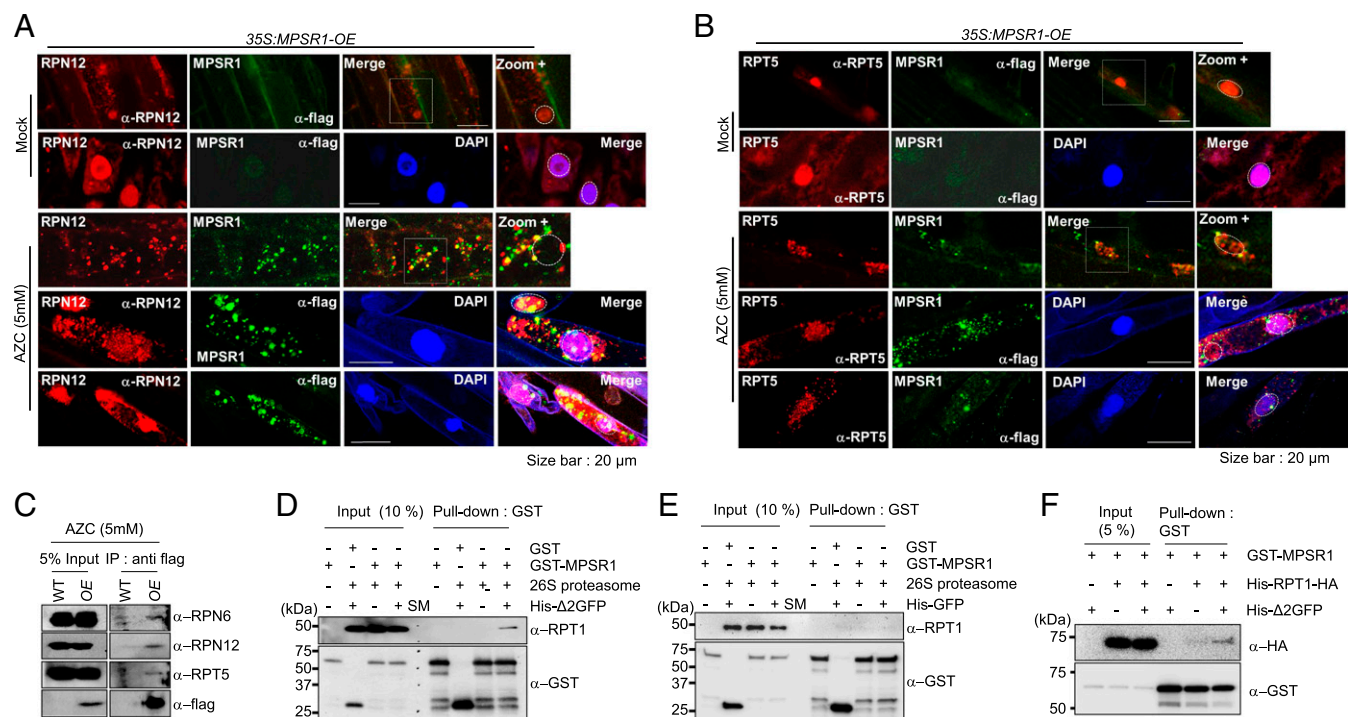 A
35S:MPSR1-OE
Mock
RPN12 α-RPN12 MPSR1 α-flag Merge Zoom +
RPN12 α-RPN12 MPSR1 α-flag DAPI Merge
AZC (5mM)
RPN12 MPSR1 Merge Zoom +
RPN12 α-RPN12 α-flag MPSR1 DAPI Merge
RPN12 α-RPN12 α-flag DAPI Merge
Size bar : 20 µm
B
35S:MPSR1-OE
Mock
RPT5 α-RPT5 MPSR1 α-flag Merge Zoom +
RPT5 α-RPT5 MPSR1 α-flag DAPI Merge
AZC (5mM)
RPT5 MPSR1 Merge Zoom +
RPT5 α-RPT5 MPSR1 α-flag DAPI Merge
RPT5 α-RPT5 MPSR1 α-flag DAPI Merge
Size bar : 20 µm
C
AZC (5mM)
5% Input IP : anti flag
WT OE WT OE
α-RPN6
α-RPN12
α-RPT5
α-flag
D
Input (10 %) Pull-down : GST
- + - - - + - - GST
+ - + + + - + + GST-MPSR1
- + + + - + + + 26S proteasome
- + - + SM - + - + His-Δ2GFP
(kDa)
50 α-RPT1
75
50
37
25
α-GST
E
Input (10 %) Pull-down : GST
- + - - - + - - GST
+ - + + + - + + GST-MPSR1
- + + + - + + + 26S proteasome
- + - + SM - + - + His-GFP
(kDa)
50 α-RPT1
75
50
37
25
α-GST
F
Input (5 %) Pull-down : GST
+ + + + + + GST-MPSR1
- + + - + + His-RPT1-HA
+ - + + - + His-Δ2GFP
(kDa)
75
50
α-HA
75
50
α-GST